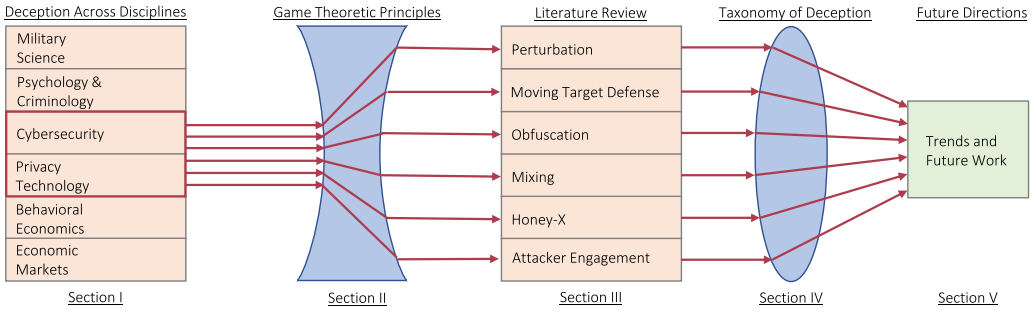 Deception Across Disciplines
Game Theoretic Principles
Literature Review
Taxonomy of Deception
Future Directions
Military
Science
Psychology &
Criminology
Cybersecurity
Privacy
Technology
Behavioral
Economics
Economic
Markets
Perturbation
Moving Target Defense
Obfuscation
Mixing
Honey-X
Attacker Engagement
Trends and
Future Work
Section I
Section II
Section III
Section IV
Section V